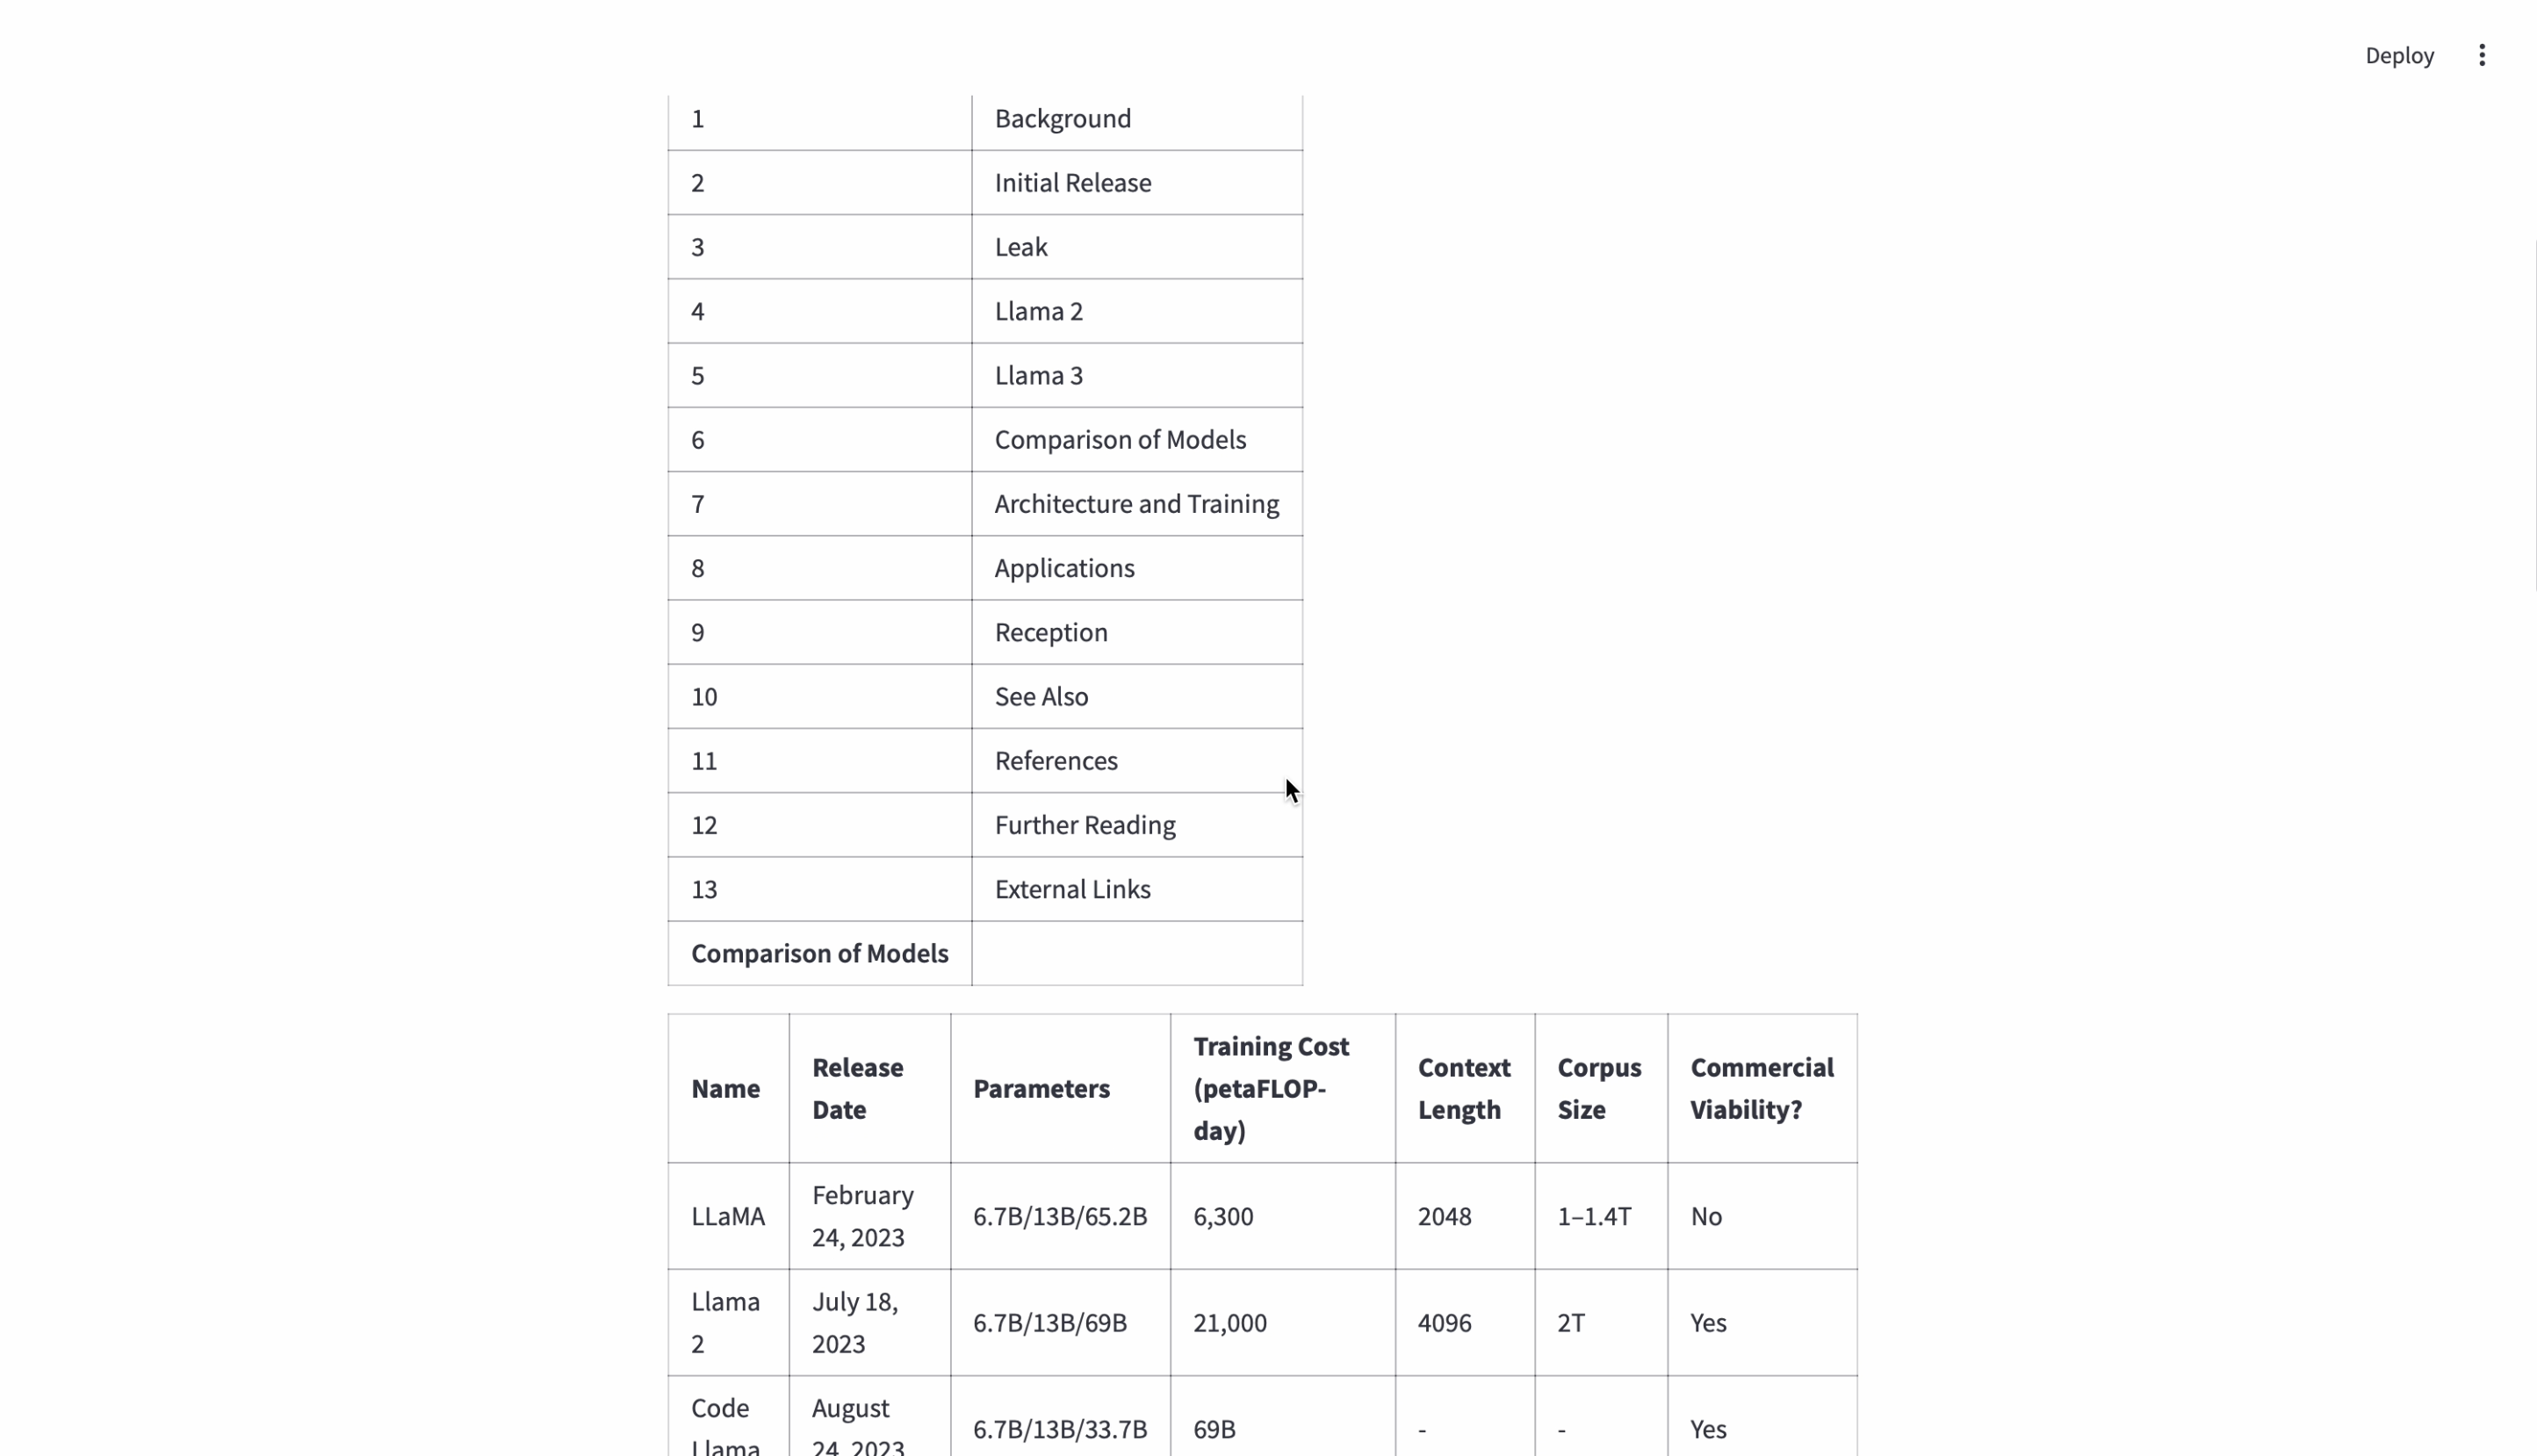 Deploy
1 Background
2 Initial Release
3 Leak
4 Llama 2
5 Llama 3
6 Comparison of Models
7 Architecture and Training
8 Applications
9 Reception
10 See Also
11 References
12 Further Reading
13 External Links
Comparison of Models
Name Release Date Parameters Training Cost (petaFLOP-day) Context Length Corpus Size Commercial Viability?
LLaMA February 24, 2023 6.7B/13B/65.2B 6,300 2048 1–1.4T No
Llama 2 July 18, 2023 6.7B/13B/69B 21,000 4096 2T Yes
Code Llama August 24, 2023 6.7B/13B/33.7B 69B - - Yes